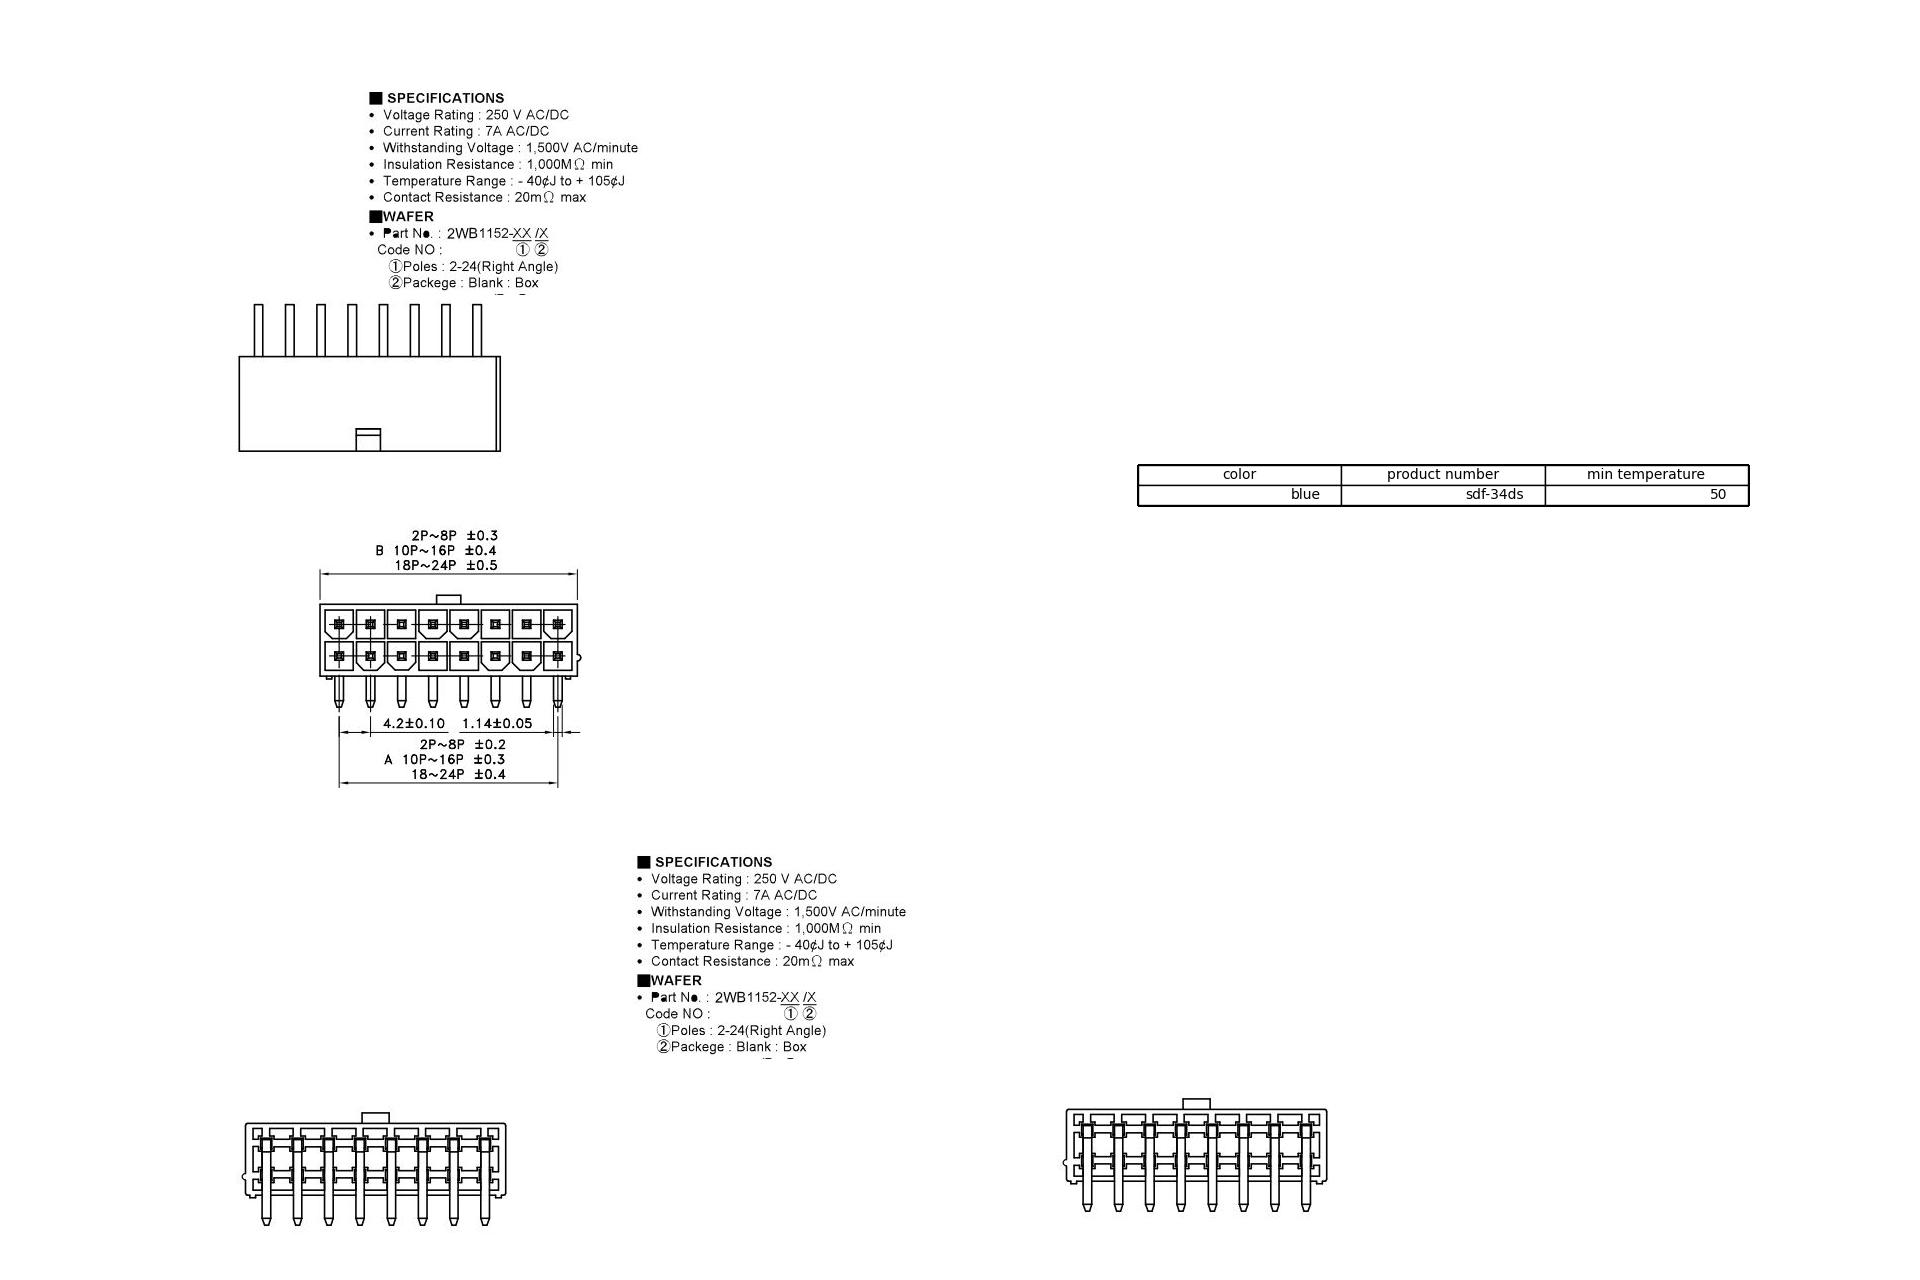 ■ SPECIFICATIONS
• Voltage Rating : 250 V AC/DC
• Current Rating : 7A AC/DC
• Withstanding Voltage : 1,500V AC/minute
• Insulation Resistance : 1,000MΩ min
• Temperature Range : - 40¢J to + 105¢J
• Contact Resistance : 20mΩ max
■WAFER
• Part No. : 2WB1152-XX /X
Code NO : ① ②
①Poles : 2-24(Right Angle)
②Packege : Blank : Box
color product number min temperature
blue sdf-34ds 50
2P~8P ±0.3
B 10P~16P ±0.4
18P~24P ±0.5
4.2±0.10 1.14±0.05
2P~8P ±0.2
A 10P~16P ±0.3
18~24P ±0.4
■ SPECIFICATIONS
• Voltage Rating : 250 V AC/DC
• Current Rating : 7A AC/DC
• Withstanding Voltage : 1,500V AC/minute
• Insulation Resistance : 1,000MΩ min
• Temperature Range : - 40¢J to + 105¢J
• Contact Resistance : 20mΩ max
■WAFER
• Part No. : 2WB1152-XX /X
Code NO : ① ②
①Poles : 2-24(Right Angle)
②Packege : Blank : Box